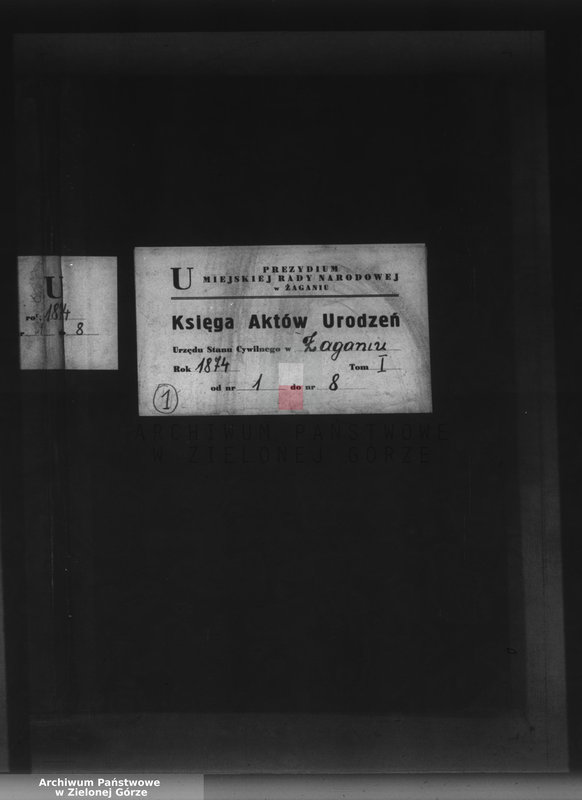 U
rok 1874
8
U
PREZYDIUM
MIEJSKIEJ RADY NARODOWEJ
w ŻAGANIU
Księga Aktów Urodzeń
Urzędu Stanu Cywilnego w Żaganiu
Rok 1874 Tom I
od nr 1 do nr 8
1
ARCHIWUM PAŃSTWOWE
W ZIELONEJ GÓRZE
Archiwum Państwowe
w Zielonej Górze